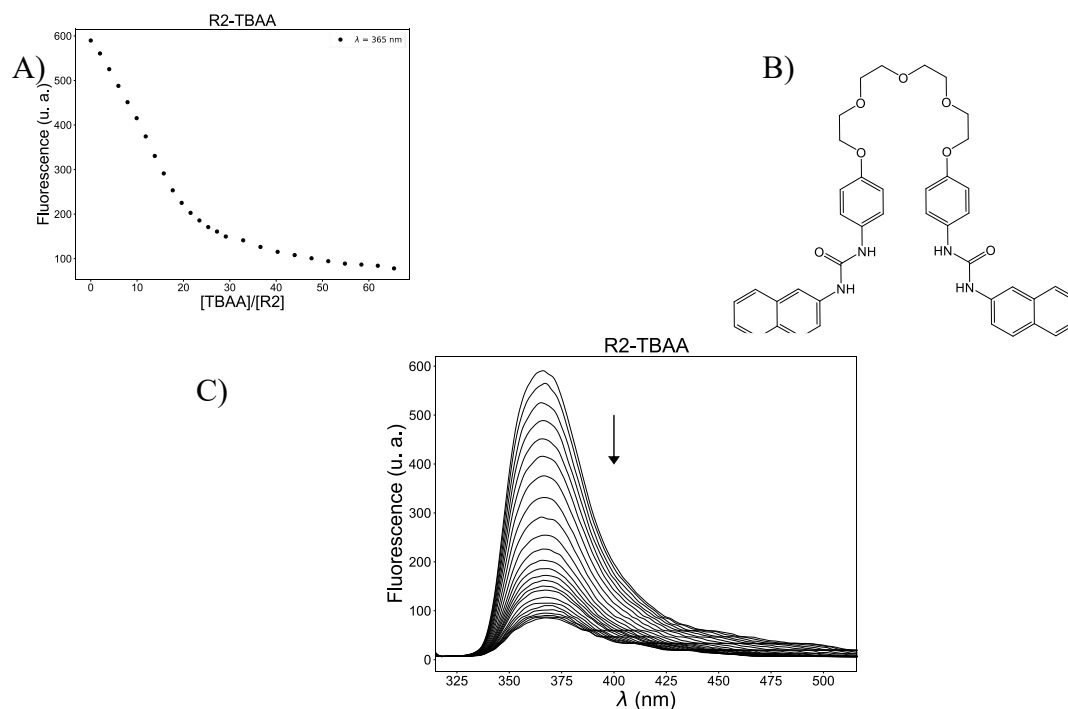 A)
R2-TBAA
λ = 365 nm
Fluorescence (u. a.)
600
500
400
300
200
100
0 10 20 30 40 50 60
[TBAA]/[R2]
B)
O
O O
O O
O NH HN O
NH HN
C)
R2-TBAA
Fluorescence (u. a.)
600
500
400
300
200
100
0
325 350 375 400 425 450 475 500
λ (nm)